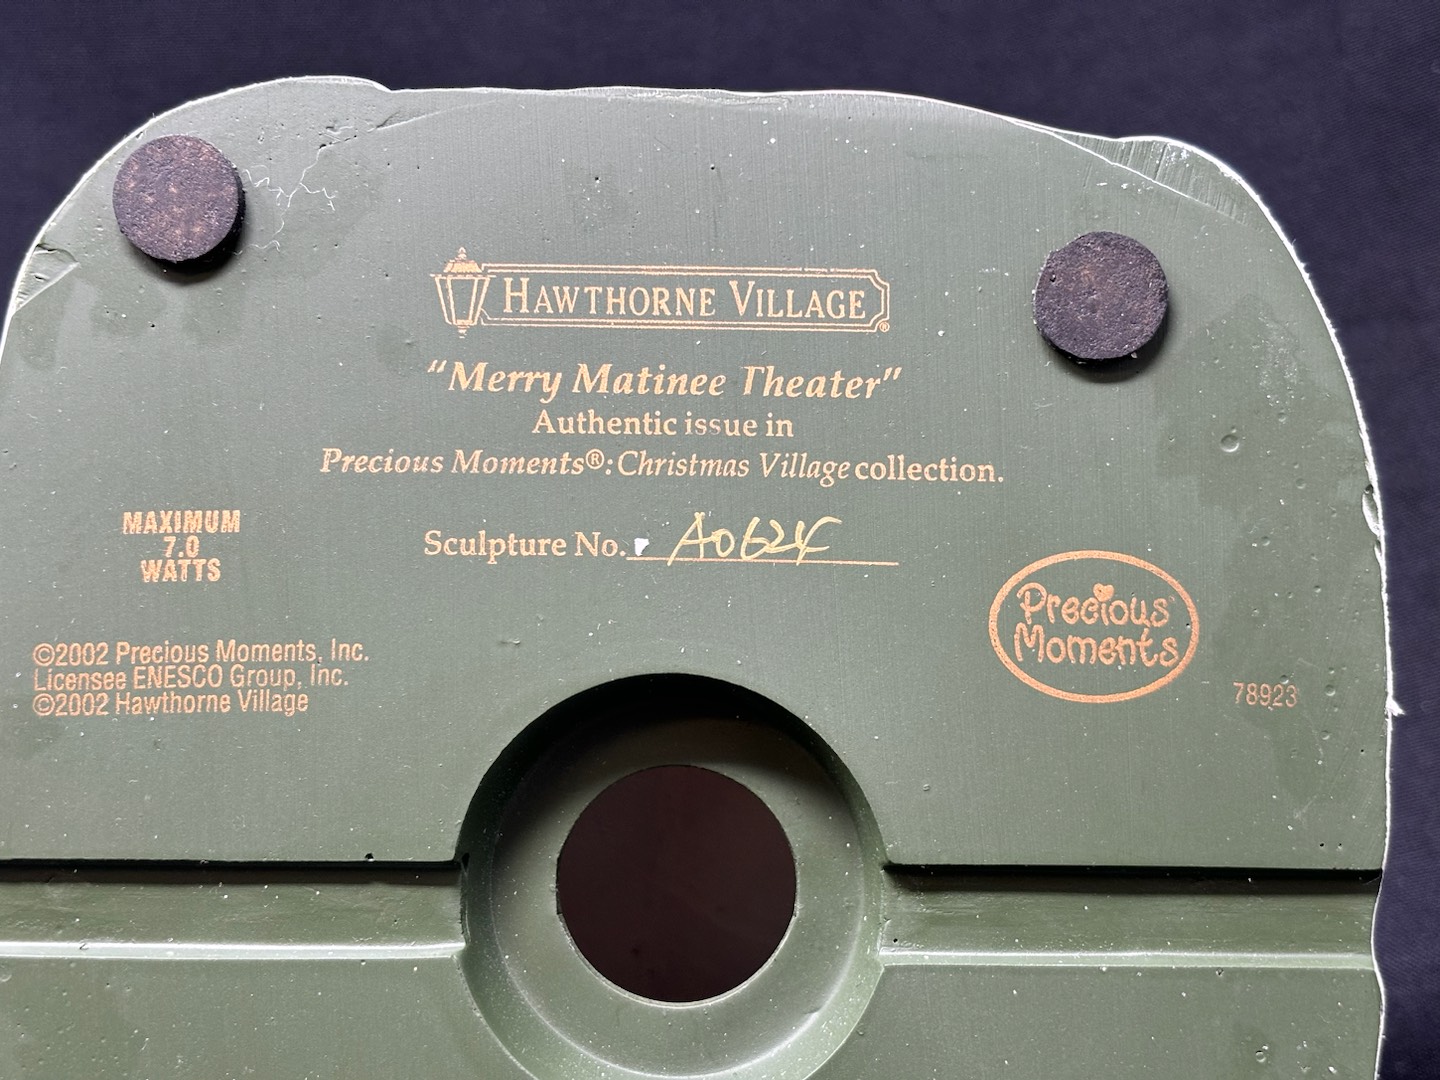 HAWTHORNE VILLAGE®
"Merry Matinee Theater"
Authentic issue in
Precious Moments®: Christmas Village collection.
Sculpture No. A0624
MAXIMUM
7.0
WATTS
©2002 Precious Moments, Inc.
Licensee ENESCO Group, Inc.
©2002 Hawthorne Village
Precious
Moments
78923